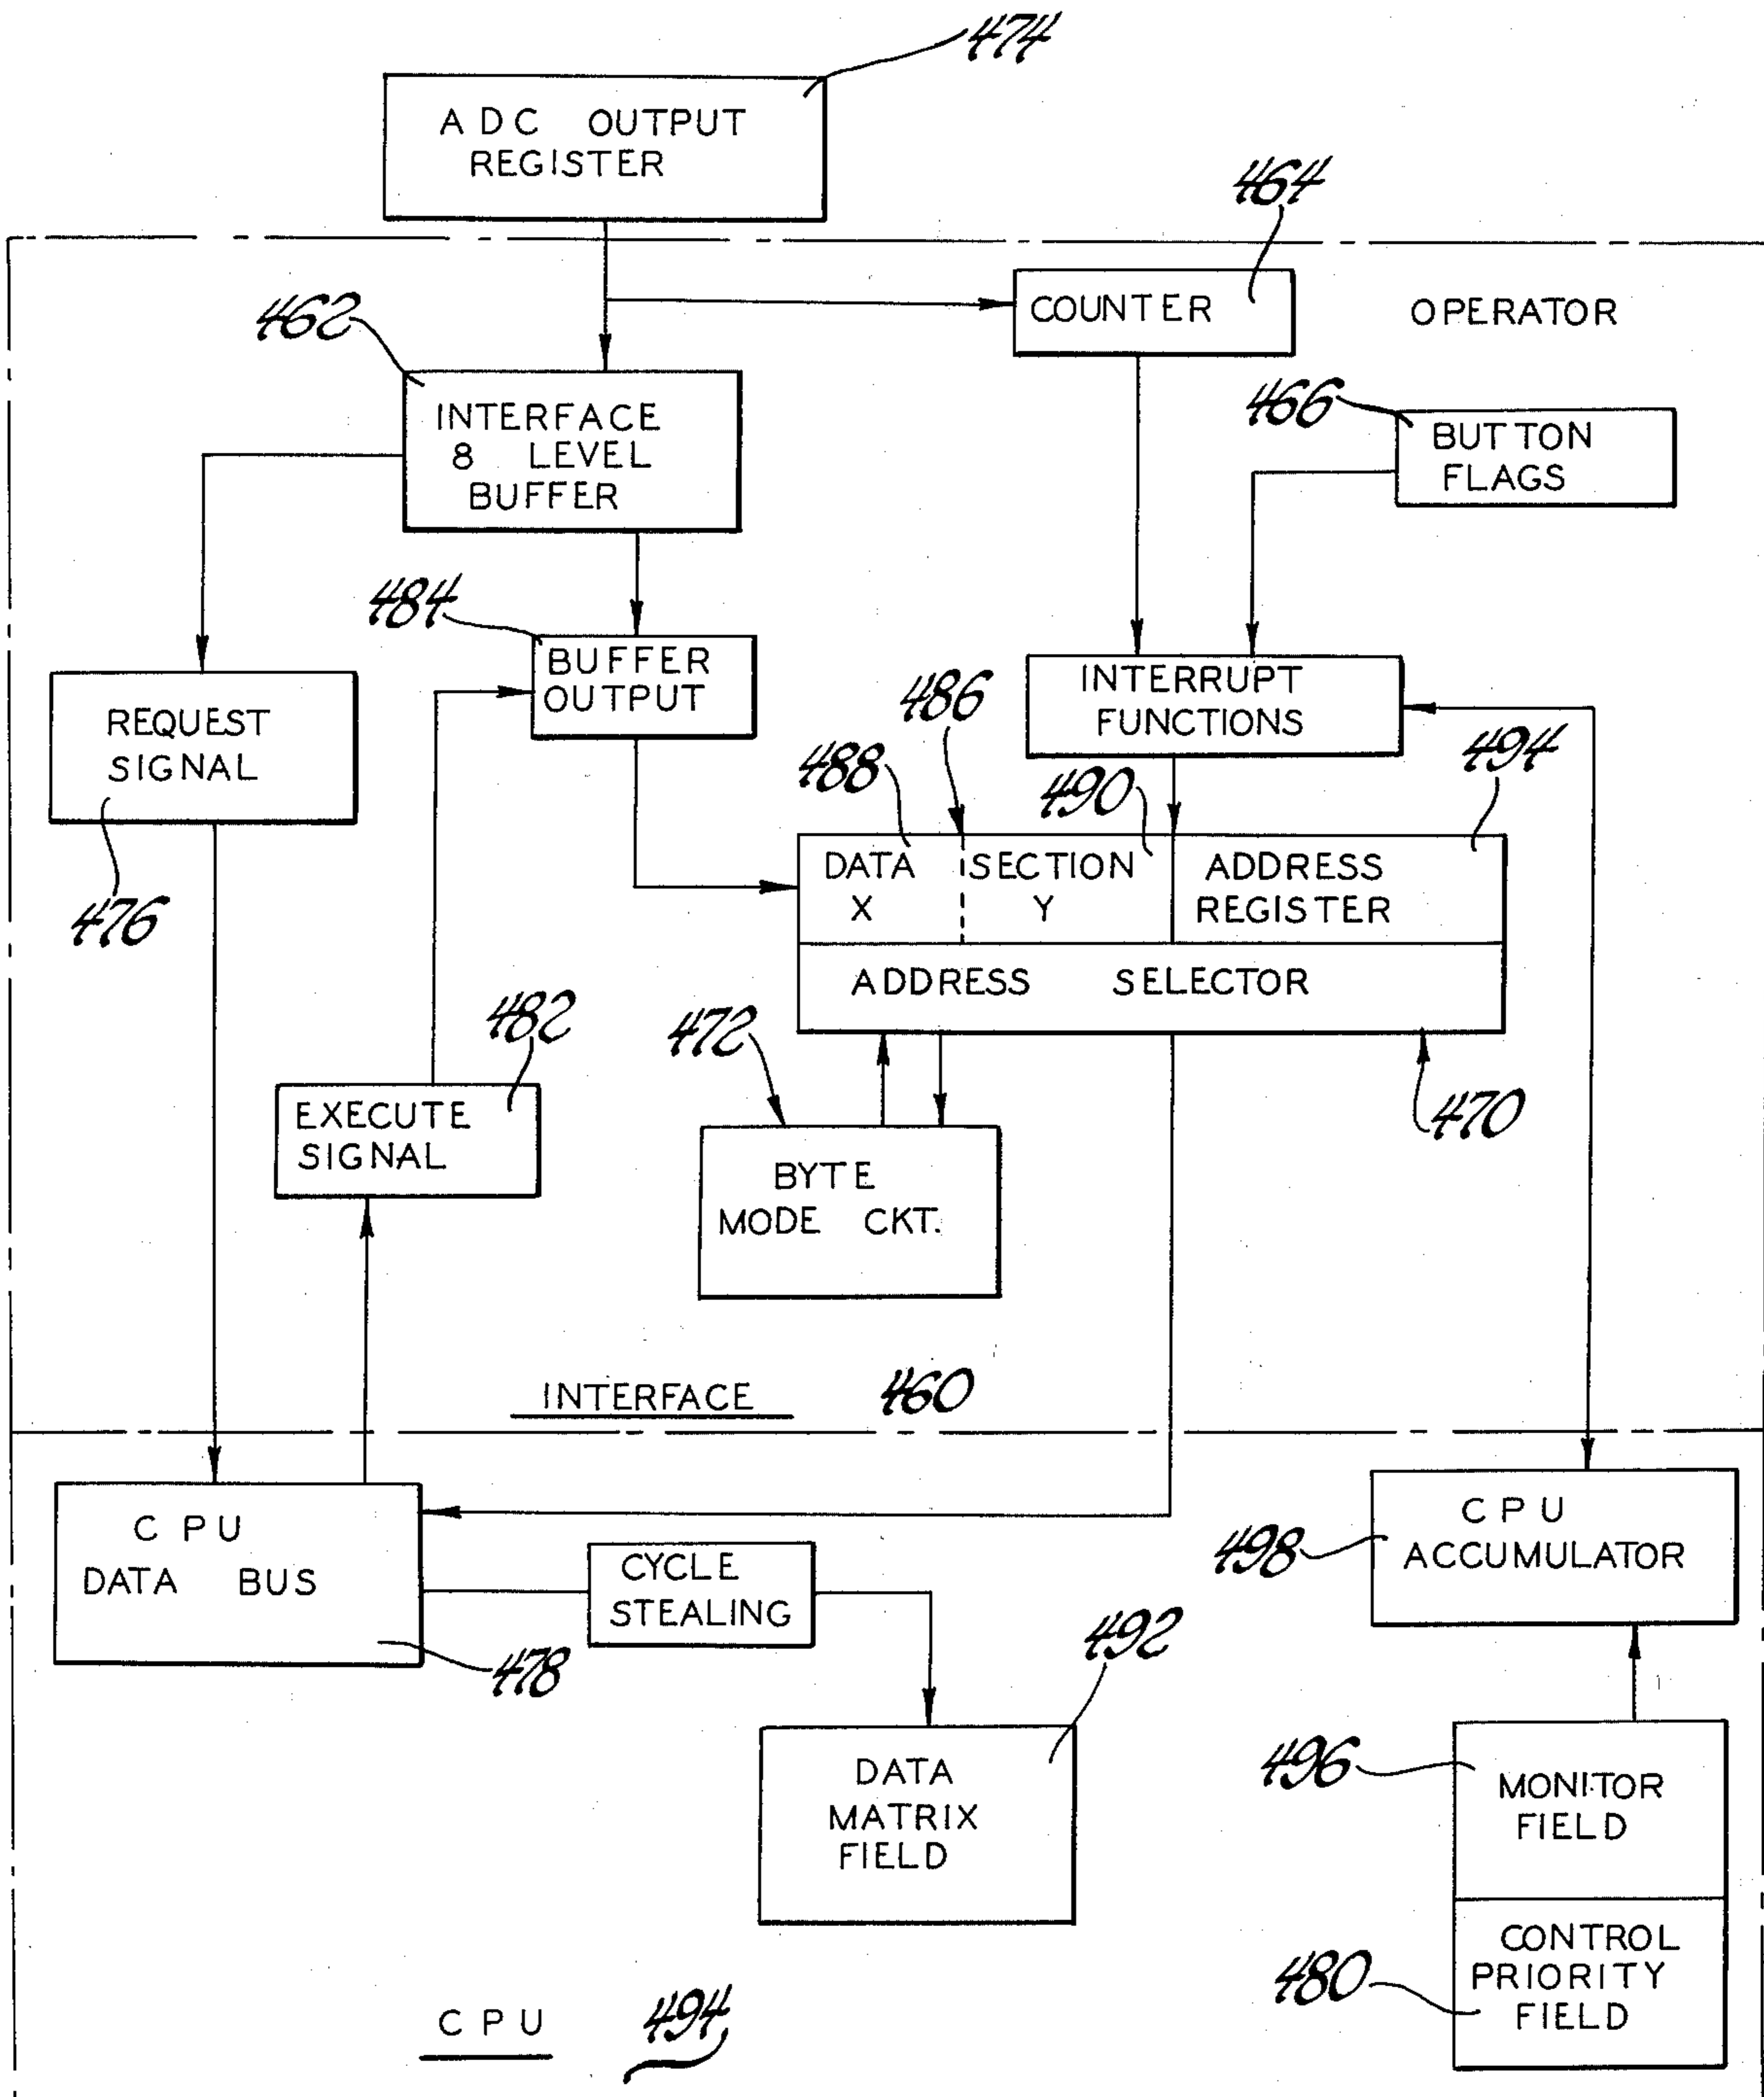 474
ADC OUTPUT
REGISTER
464
COUNTER
OPERATOR
462
INTERFACE
8 LEVEL
BUFFER
466
BUTTON
FLAGS
484
BUFFER
OUTPUT
REQUEST
SIGNAL
476
486
INTERRUPT
FUNCTIONS
488
490
494
DATA
X
SECTION
Y
ADDRESS
REGISTER
ADDRESS SELECTOR
482
472
470
EXECUTE
SIGNAL
BYTE
MODE CKT.
INTERFACE 460
CPU
DATA BUS
478
CYCLE
STEALING
498
CPU
ACCUMULATOR
492
DATA
MATRIX
FIELD
496
MONITOR
FIELD
480
CONTROL
PRIORITY
FIELD
CPU 494